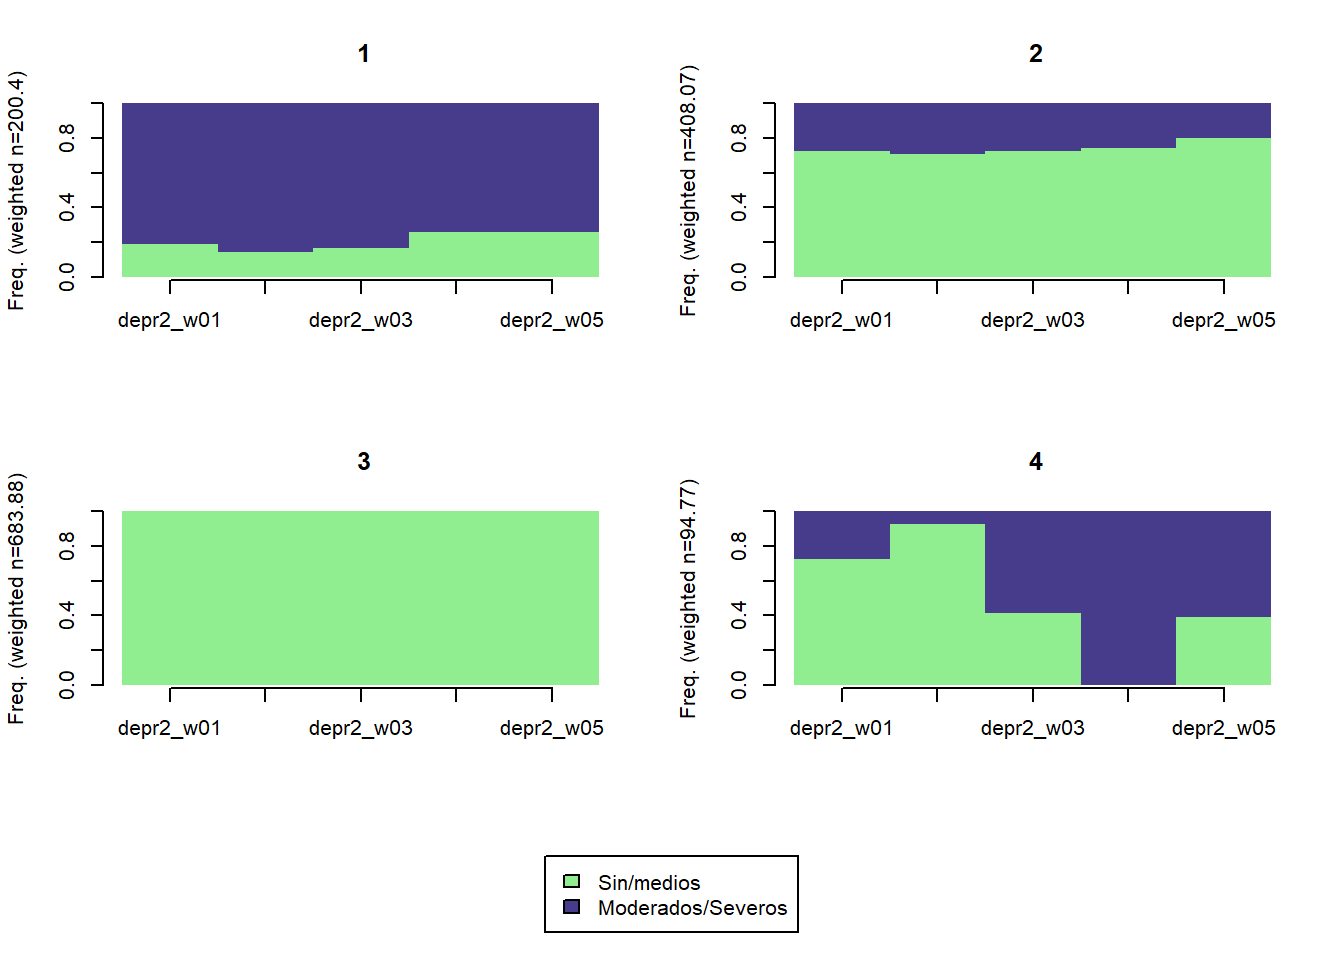 1
Freq. (weighted n=200.4)
0.0 0.4 0.8
depr2_w01 depr2_w03 depr2_w05
2
Freq. (weighted n=408.07)
0.0 0.4 0.8
depr2_w01 depr2_w03 depr2_w05
3
Freq. (weighted n=683.88)
0.0 0.4 0.8
depr2_w01 depr2_w03 depr2_w05
4
Freq. (weighted n=94.77)
0.0 0.4 0.8
depr2_w01 depr2_w03 depr2_w05
Sin/medios
Moderados/Severos